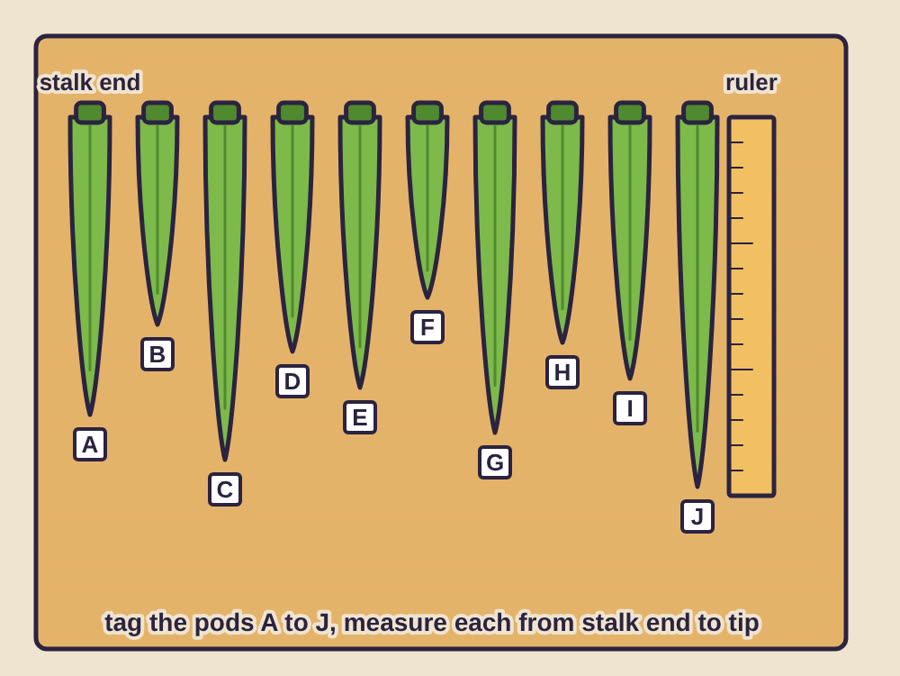 stalk end
ruler
F
B
H
D
I
E
A
G
C
J
tag the pods A to J, measure each from stalk end to tip